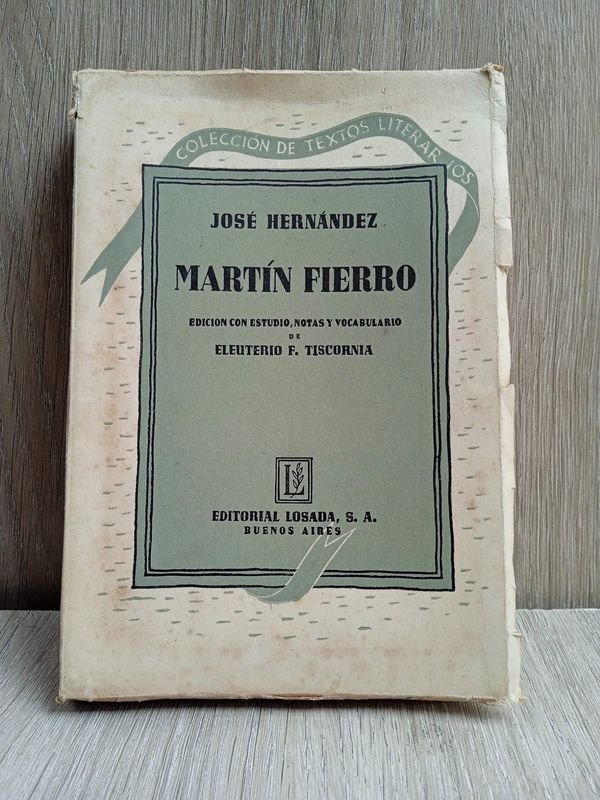 COLECCIÓN DE TEXTOS LITERARIOS
JOSÉ HERNÁNDEZ
MARTÍN FIERRO
EDICION CON ESTUDIO, NOTAS Y VOCABULARIO
DE
ELEUTERIO F. TISCORNIA
L
EDITORIAL LOSADA, S. A.
BUENOS AIRES